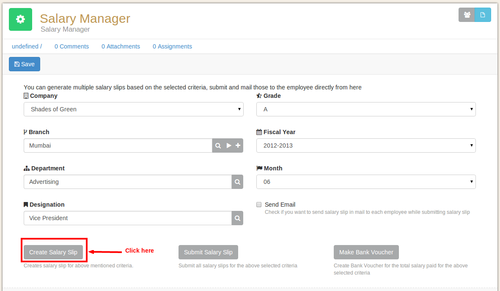 Salary Manager
Salary Manager
undefined /
0 Comments
0 Attachments
0 Assignments
Save
You can generate multiple salary slips based on the selected criteria, submit and mail those to the employee directly from here
Company
Shades of Green
Grade
A
Branch
Mumbai
Fiscal Year
2012-2013
Department
Advertising
Month
06
Designation
Vice President
Send Email
Check if you want to send salary slip in mail to each employee while submitting salary slip
Create Salary Slip
Click here
Submit Salary Slip
Make Bank Voucher
Creates salary slip for above mentioned criteria.
Submit all salary slips for the above selected criteria
Create Bank Voucher for the total salary paid for the above selected criteria